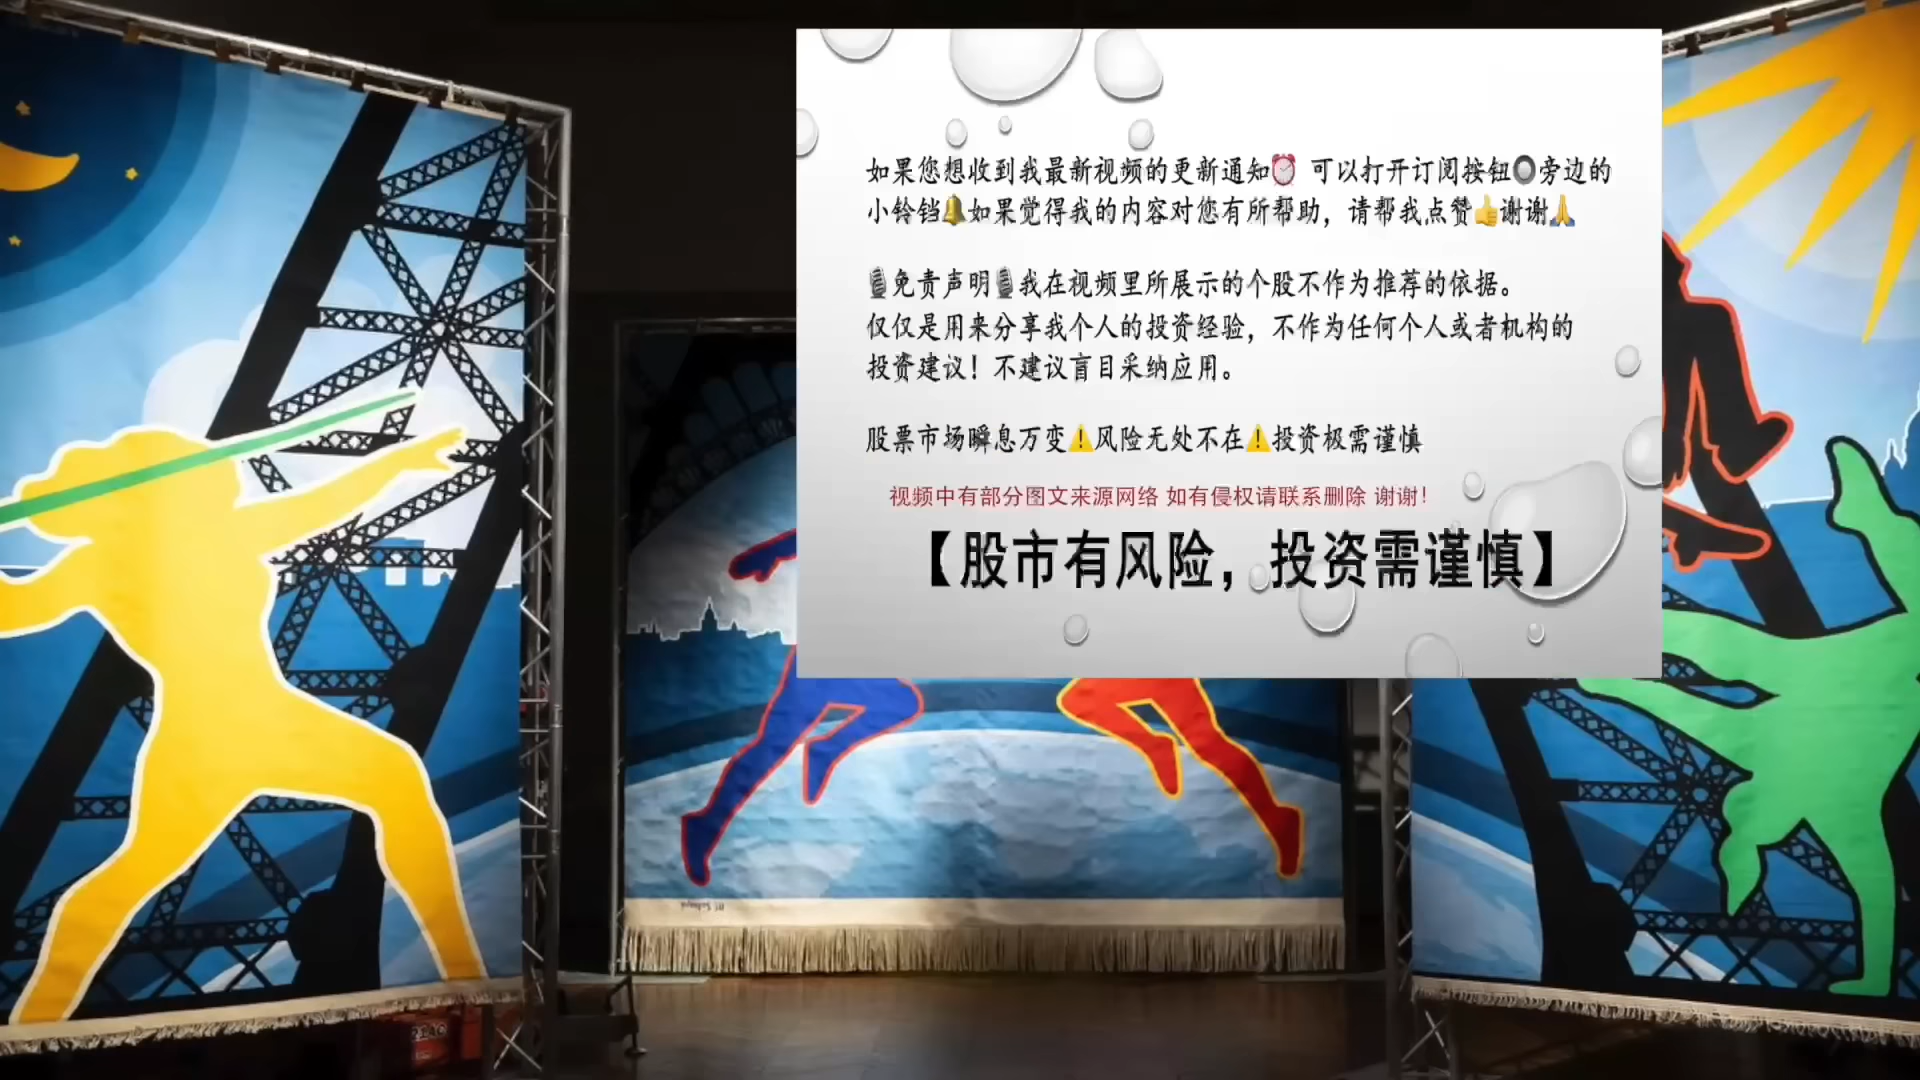 如果您想收到我最新视频的更新通知⏰ 可以打开订阅按钮🔘旁边的
小铃铛🔔如果觉得我的内容对您有所帮助，请帮我点赞👍谢谢🙏
🎙️免责声明🎙️我在视频里所展示的个股不作为推荐的依据。
仅仅是用来分享我个人的投资经验，不作为任何个人或者机构的
投资建议！不建议盲目采纳应用。
股票市场瞬息万变⚠️风险无处不在⚠️投资极需谨慎
视频中有部分图文来源网络 如有侵权请联系删除 谢谢！
【股市有风险，投资需谨慎】